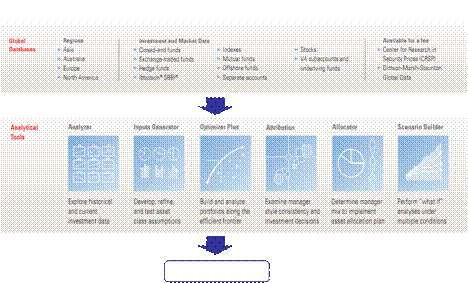 Global
Databases
Regions
Asia
Australia
Europe
North America
Investment and Market Data
Closed-end funds
Exchange-traded funds
Hedge funds
Ibbotson® SBBI®
Indexes
Mutual funds
Offshore funds
Separate accounts
Stocks
VA subaccounts and
underlying funds
Available for a fee
Center for Research in
Security Prices (CRSP)
Dimson-Marsh-Staunton
Global Data
Analytical
Tools
Analyzer
Explore historical
and current
investment data
Inputs Generator
Develop, refine,
and test asset
class assumptions
Optimizer Plus
Build and analyze
portfolios along the
efficient frontier
Attribution
Examine manager
style consistency and
investment decisions
Allocator
Determine manager
mix to implement
asset allocation plan
Scenario Builder
Perform "what if"
analyses under
multiple conditions